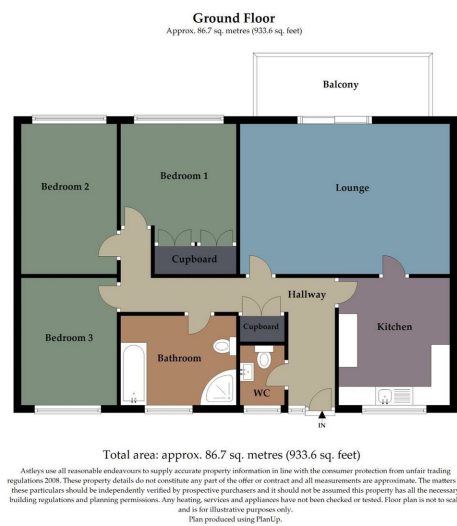 Ground Floor
Approx. 86.7 sq. metres (933.6 sq. feet)
Balcony
Bedroom 2
Bedroom 1
Lounge
Cupboard
Hallway
Bedroom 3
Cupboard
Kitchen
Bathroom
WC
IN
Total area: approx. 86.7 sq. metres (933.6 sq. feet)
Astleys use all reasonable endeavours to supply accurate property information in line with the consumer protection from unfair trading
regulations 2008. These property details do not constitute any part of the offer or contract and all measurements are approximate. The matters
these particulars should be independently verified by prospective purchasers and it should not be assumed this property has all the necessar
building regulations and planning permissions. Any heating, services and appliances have not been checked or tested. Floor plan is not to scal
and is for illustrative purposes only.
Plan produced using PlanUp.